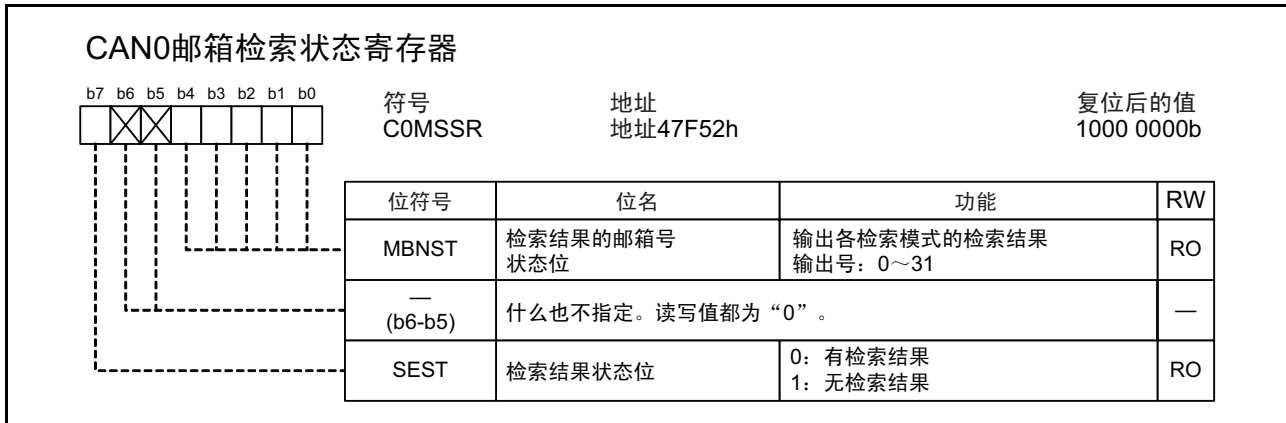 CAN0邮箱检索状态寄存器
b7 b6 b5 b4 b3 b2 b1 b0
符号 地址 复位后的值
C0MSSR 地址47F52h 1000 0000b
位符号 位名 功能 RW
MBNST 检索结果的邮箱号 输出各检索模式的检索结果 RO
状态位 输出号：0～31
—
(b6-b5) 什么也不指定。读写值都为“0”。 —
SEST 检索结果状态位 0：有检索结果 RO
1：无检索结果